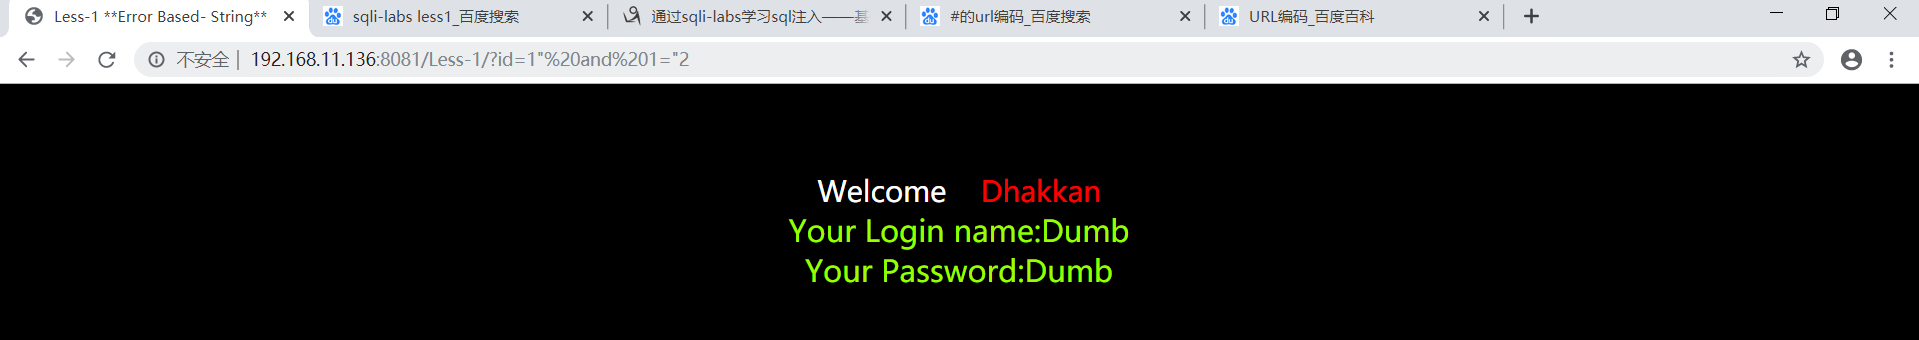 Less-1 **Error Based- String**
sqli-labs less1_百度搜索
通过sqli-labs学习sql注入——基
#的url编码_百度搜索
URL编码_百度百科
不安全 | 192.168.11.136:8081/Less-1/?id=1"%20and%201="2
Welcome Dhakkan
Your Login name:Dumb
Your Password:Dumb